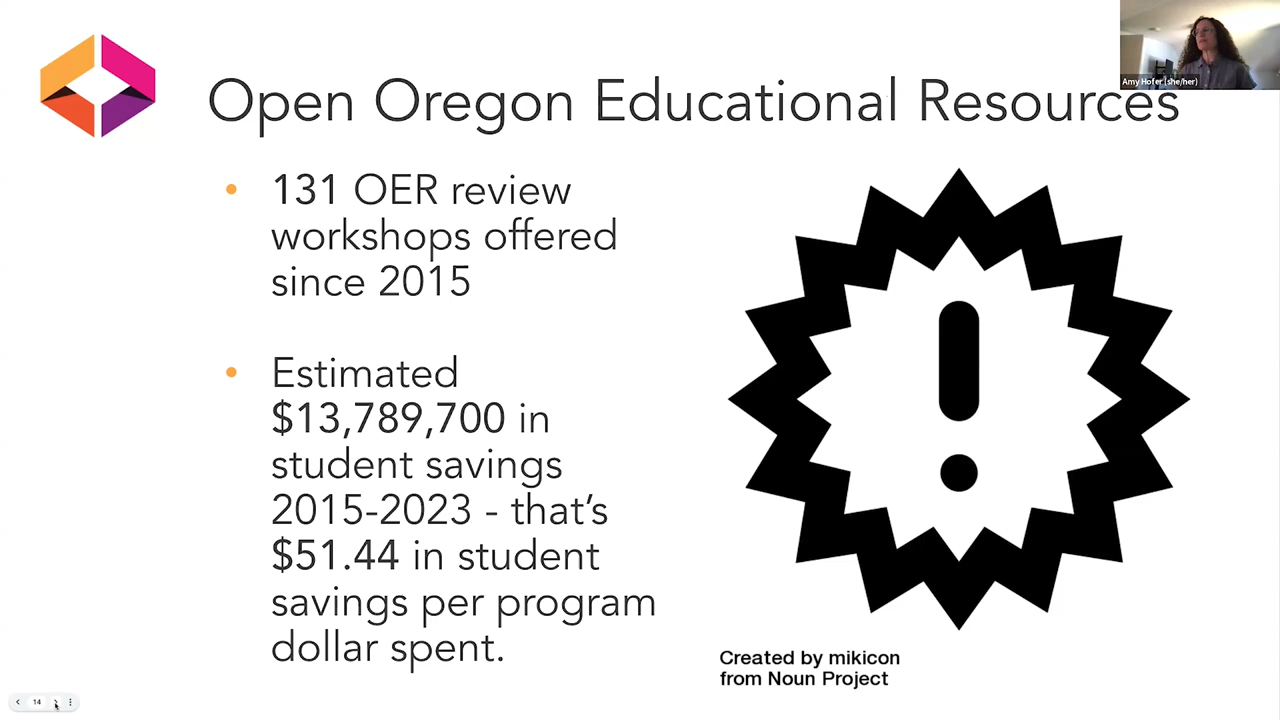 Open Oregon Educational Resources
Amy Hofer (she/her)
• 131 OER review
workshops offered
since 2015
• Estimated
$13,789,700 in
student savings
2015-2023 - that’s
$51.44 in student
savings per program
dollar spent.
Created by mikicon
from Noun Project
14